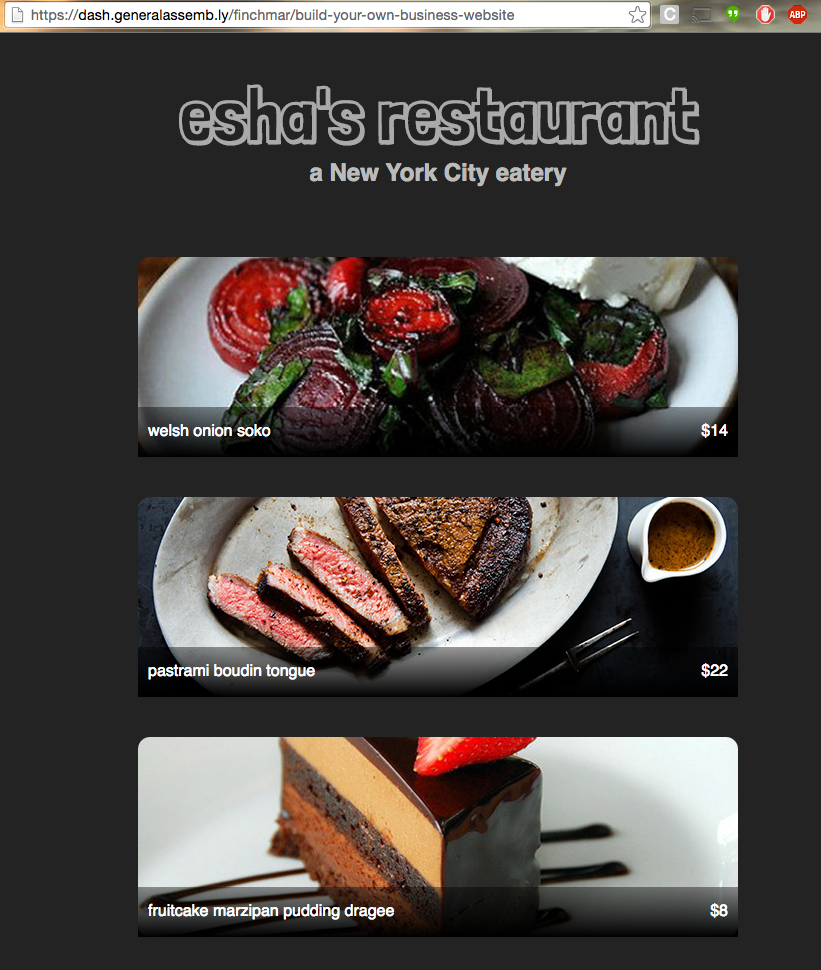 https://dash.generalassemb.ly/finchmar/build-your-own-business-website
C
ABP
esha's restaurant
a New York City eatery
welsh onion soko $14
pastrami boudin tongue $22
fruitcake marzipan pudding dragee $8